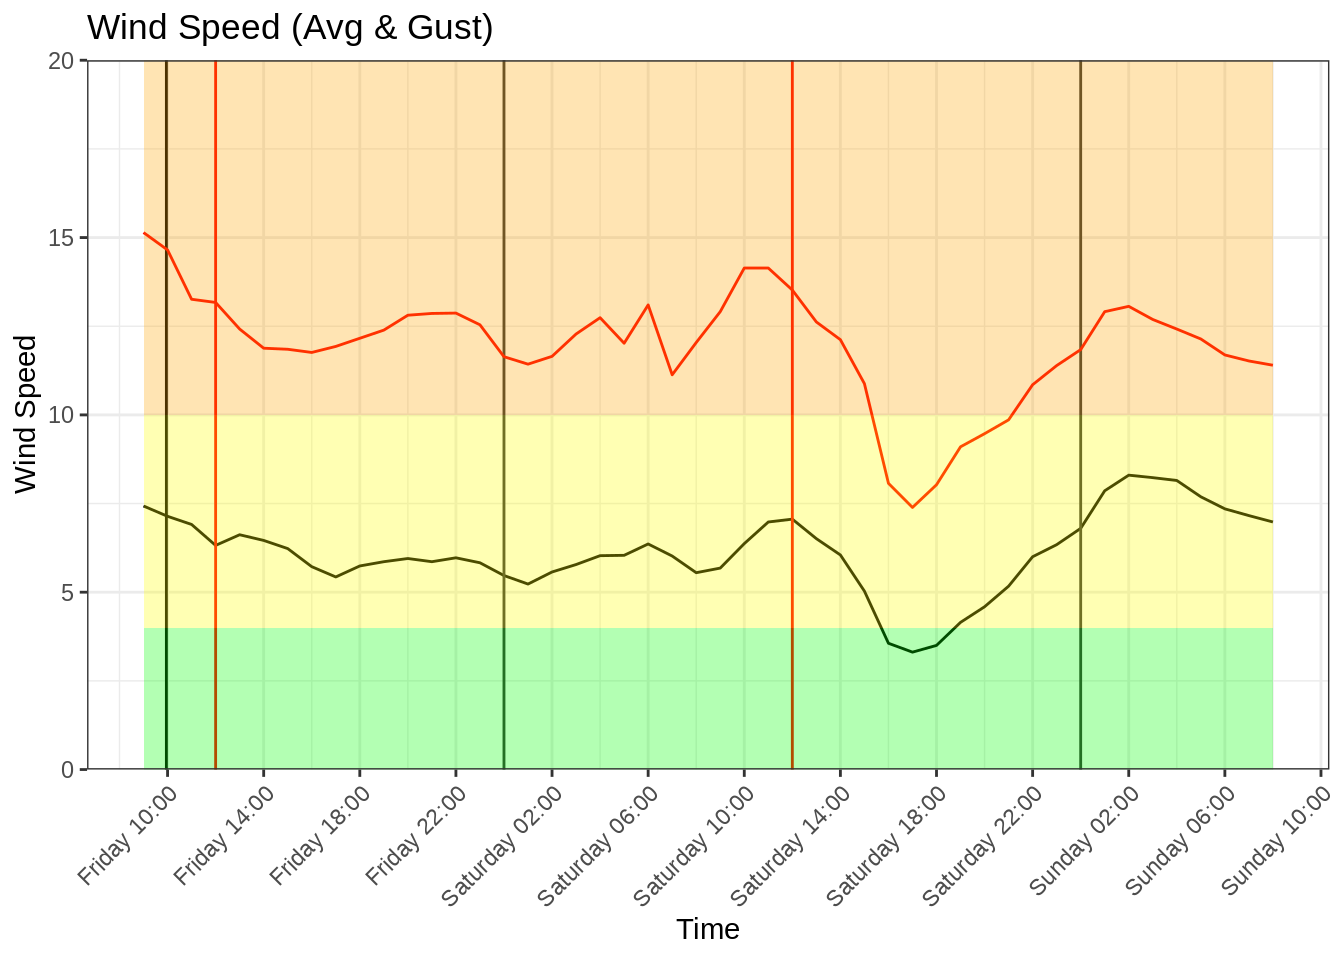 Wind Speed (Avg & Gust)
20
15
10
5
0
Wind Speed
Friday 10:00
Friday 14:00
Friday 18:00
Friday 22:00
Saturday 02:00
Saturday 06:00
Saturday 10:00
Saturday 14:00
Saturday 18:00
Saturday 22:00
Sunday 02:00
Sunday 06:00
Sunday 10:00
Time